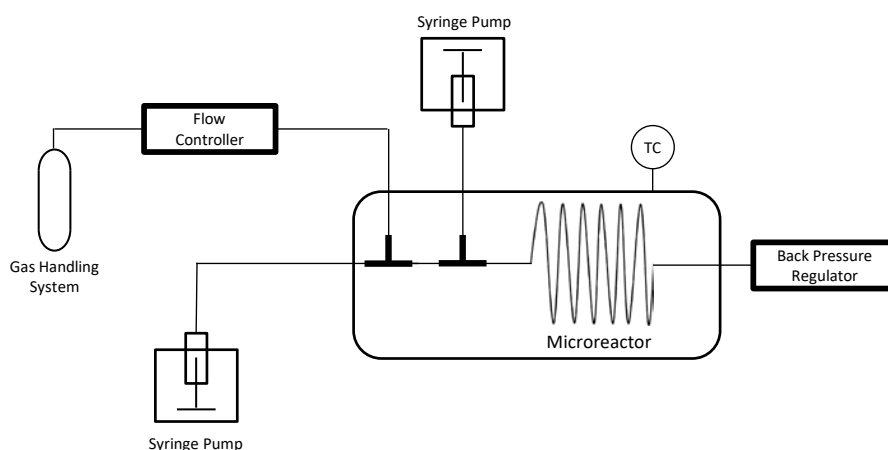 Syringe Pump
Flow
Controller
TC
Gas Handling
System
Back Pressure
Regulator
Microreactor
Syringe Pump